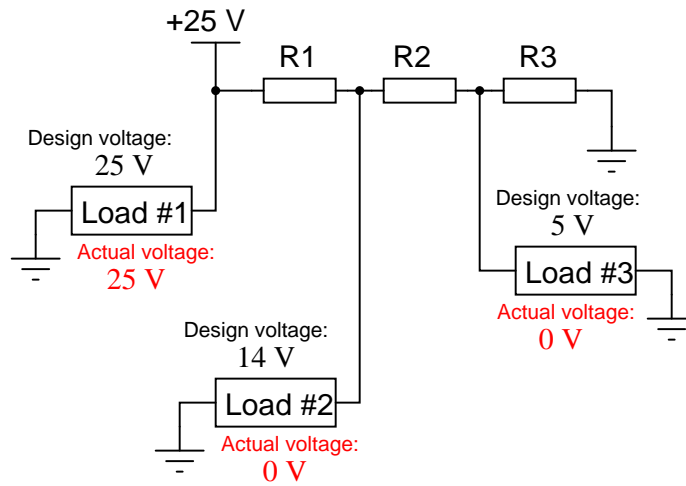 +25 V
R1
R2
R3
Design voltage:
25 V
Load #1
Actual voltage:
25 V
Design voltage:
5 V
Load #3
Actual voltage:
0 V
Design voltage:
14 V
Load #2
Actual voltage:
0 V